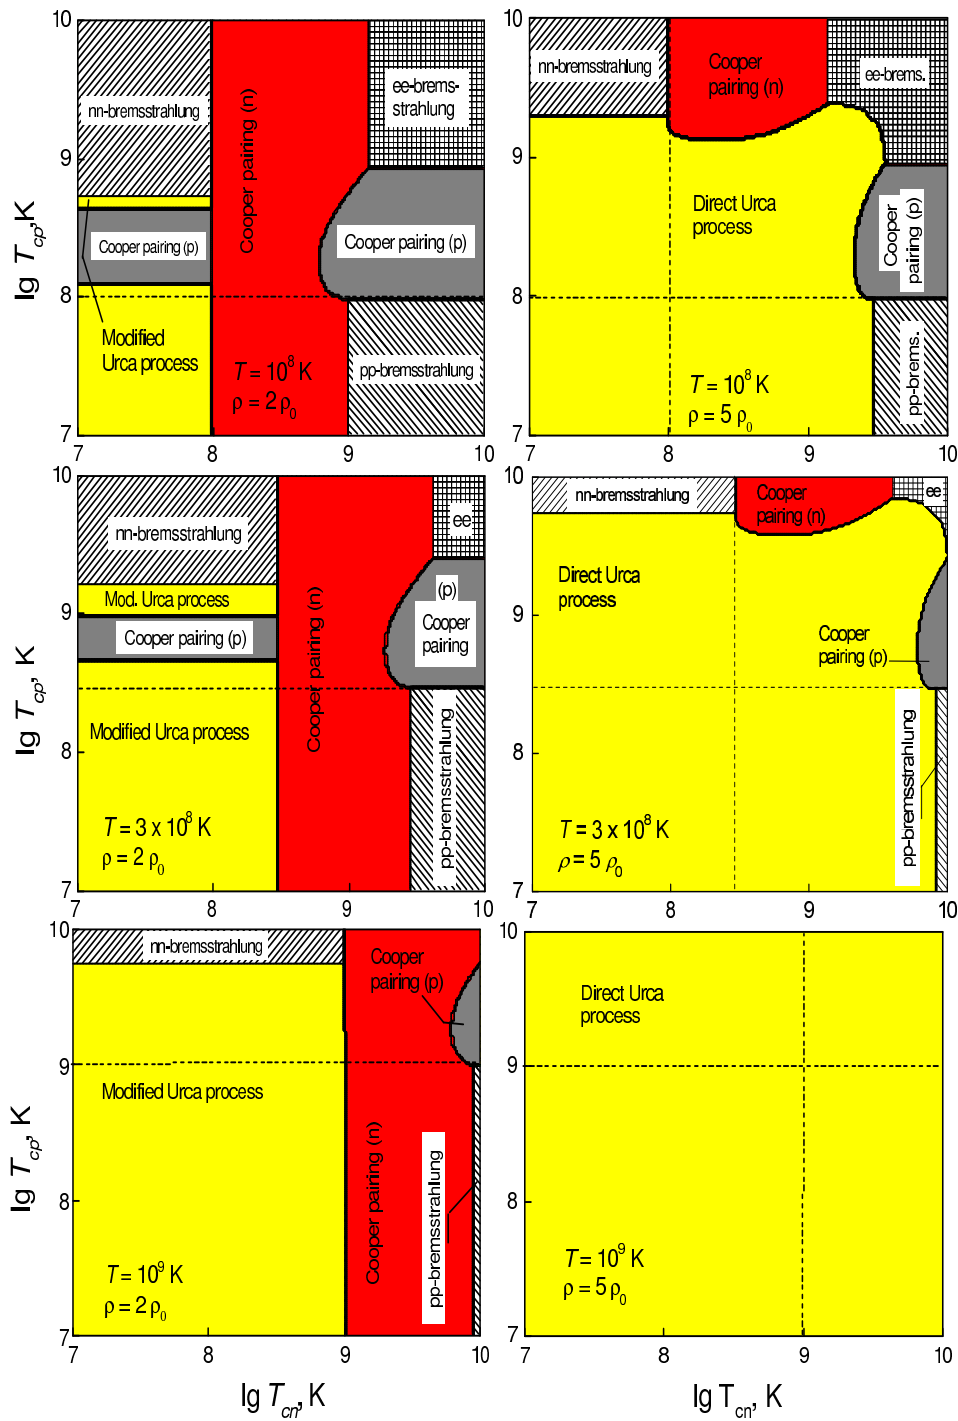 10
9
8
7
lg T_cp, K
nn-bremsstrahlung
Cooper pairing (p)
Modified
Urca process
Cooper pairing (n)
ee-brems-
strahlung
Cooper pairing (p)
pp-bremsstrahlung
T = 10^8 K
ρ = 2 ρ_0
7
8
9
10
10
9
8
7
nn-bremsstrahlung
Cooper
pairing (n)
ee-brems.
Direct Urca
process
Cooper
pairing (p)
pp-brems.
T = 10^8 K
ρ = 5 ρ_0
7
8
9
10
10
9
8
7
lg T_cp, K
nn-bremsstrahlung
Mod. Urca process
Cooper pairing (p)
Modified Urca process
Cooper pairing (n)
ee
(p)
Cooper
pairing
pp-bremsstrahlung
T = 3 x 10^8 K
ρ = 2 ρ_0
7
8
9
10
10
9
8
7
nn-bremsstrahlung
Cooper
pairing (n)
ee
Direct Urca
process
Cooper
pairing (p)
pp-bremsstrahlung
T = 3 x 10^8 K
ρ = 5 ρ_0
7
8
9
10
10
9
8
7
lg T_cp, K
nn-bremsstrahlung
Cooper
pairing (p)
Modified Urca process
Cooper pairing (n)
pp-bremsstrahlung
T = 10^9 K
ρ = 2 ρ_0
7
8
9
10
lg T_cn, K
10
9
8
7
Direct Urca
process
T = 10^9 K
ρ = 5 ρ_0
7
8
9
10
lg T_cn, K